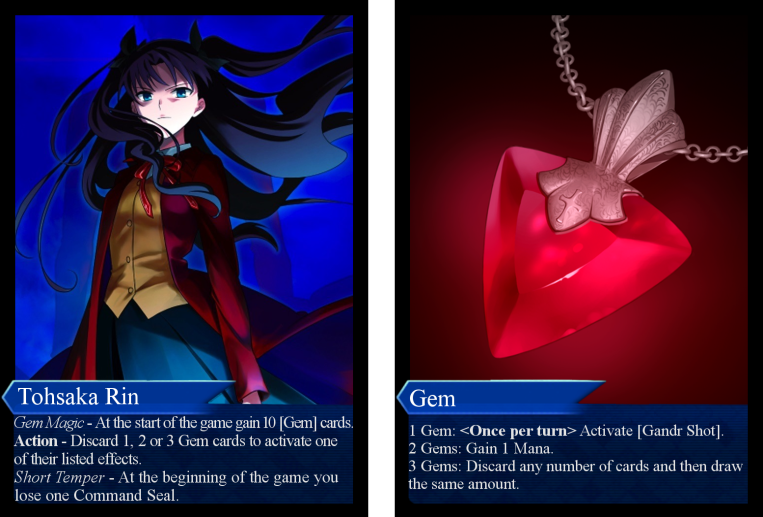 Tohsaka Rin
Gem Magic - At the start of the game gain 10 [Gem] cards.
Action - Discard 1, 2 or 3 Gem cards to activate one
of their listed effects.
Short Temper - At the beginning of the game you
lose one Command Seal.
Gem
1 Gem: <Once per turn> Activate [Gandr Shot].
2 Gems: Gain 1 Mana.
3 Gems: Discard any number of cards and then draw
the same amount.